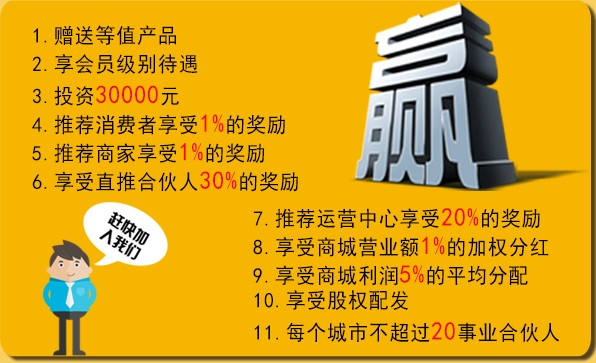 赢
1.赠送等值产品
2.享会员级别待遇
3.投资30000元
4.推荐消费者享受1%的奖励
5.推荐商家享受1%的奖励
6.享受直推合伙人30%的奖励
赶快加
入我们
7.推荐运营中心享受20%的奖励
8.享受商城营业额1%的加权分红
9.享受商城利润5%的平均分配
10.享受股权配发
11.每个城市不超过20事业合伙人